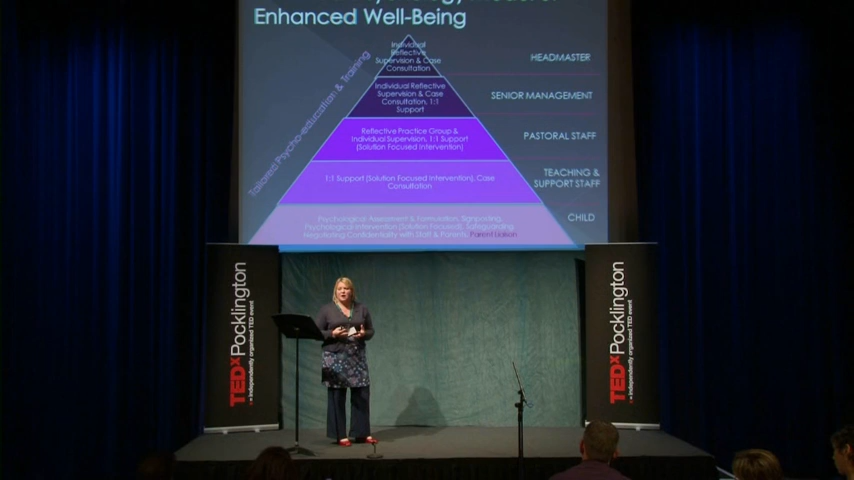 Enhanced Well-Being
Individual
Reflective
Supervision & Case
Consultation
HEADMASTER
Individual Reflective
Supervision & Case
Consultation, 1:1
Support
SENIOR MANAGEMENT
Reflective Practice Group &
Individual Supervision, 1:1 Support
(Solution Focused Intervention)
PASTORAL STAFF
1:1 Support (Solution Focused Intervention), Case
Consultation
TEACHING &
SUPPORT STAFF
Psychological Assessment & Formulation, Signposting,
Psychological Intervention (Solution Focused), Safeguarding
Negotiating Confidentiality with Staff & Parents, Parent Liaison
CHILD
Tailored Psycho-education & Training
TEDxPocklington
x = independently organized TED event
TEDxPocklington
x = independently organized TED event